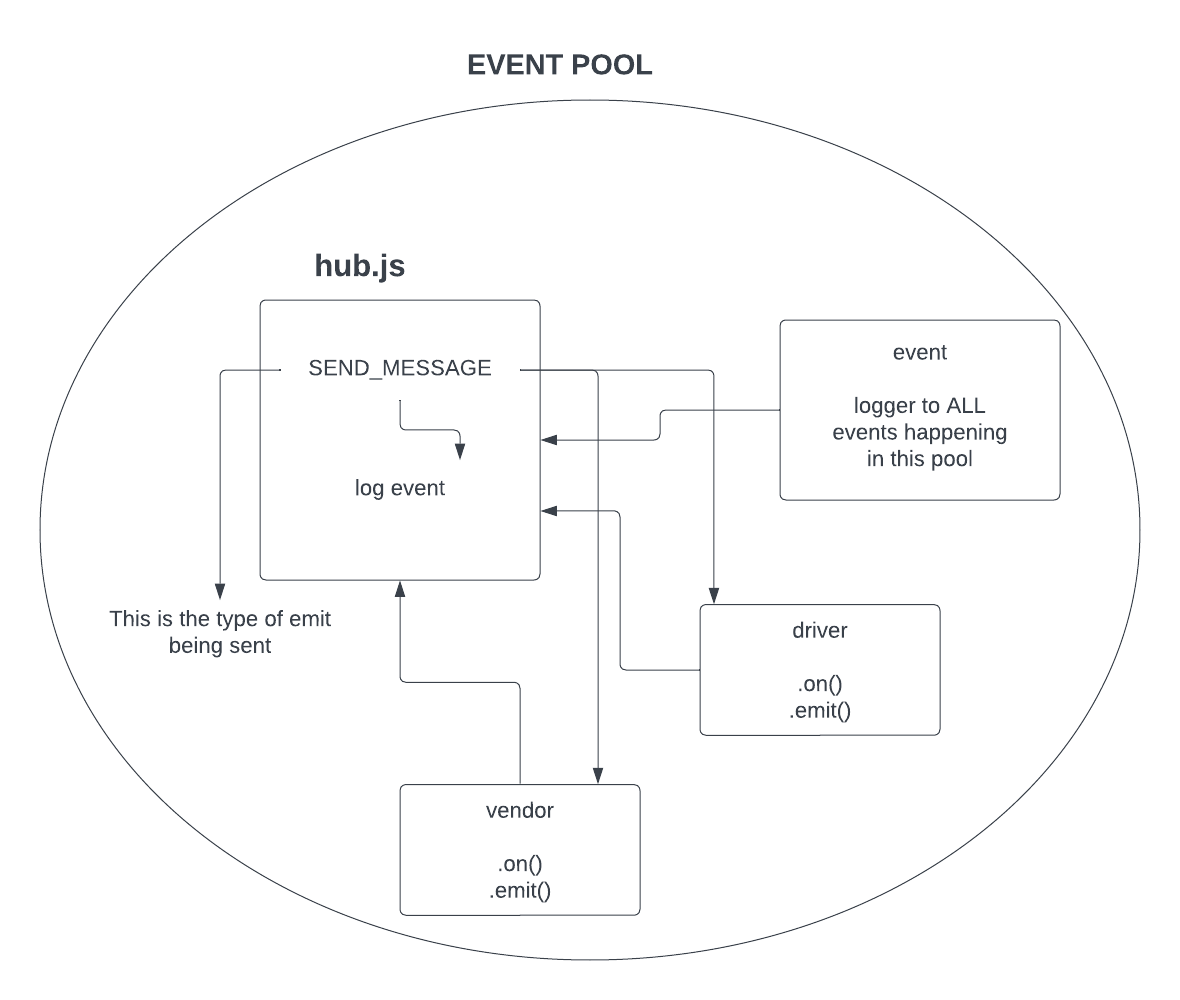 EVENT POOL
hub.js
SEND_MESSAGE
log event
event
logger to ALL
events happening
in this pool
This is the type of emit
being sent
driver
.on()
.emit()
vendor
.on()
.emit()